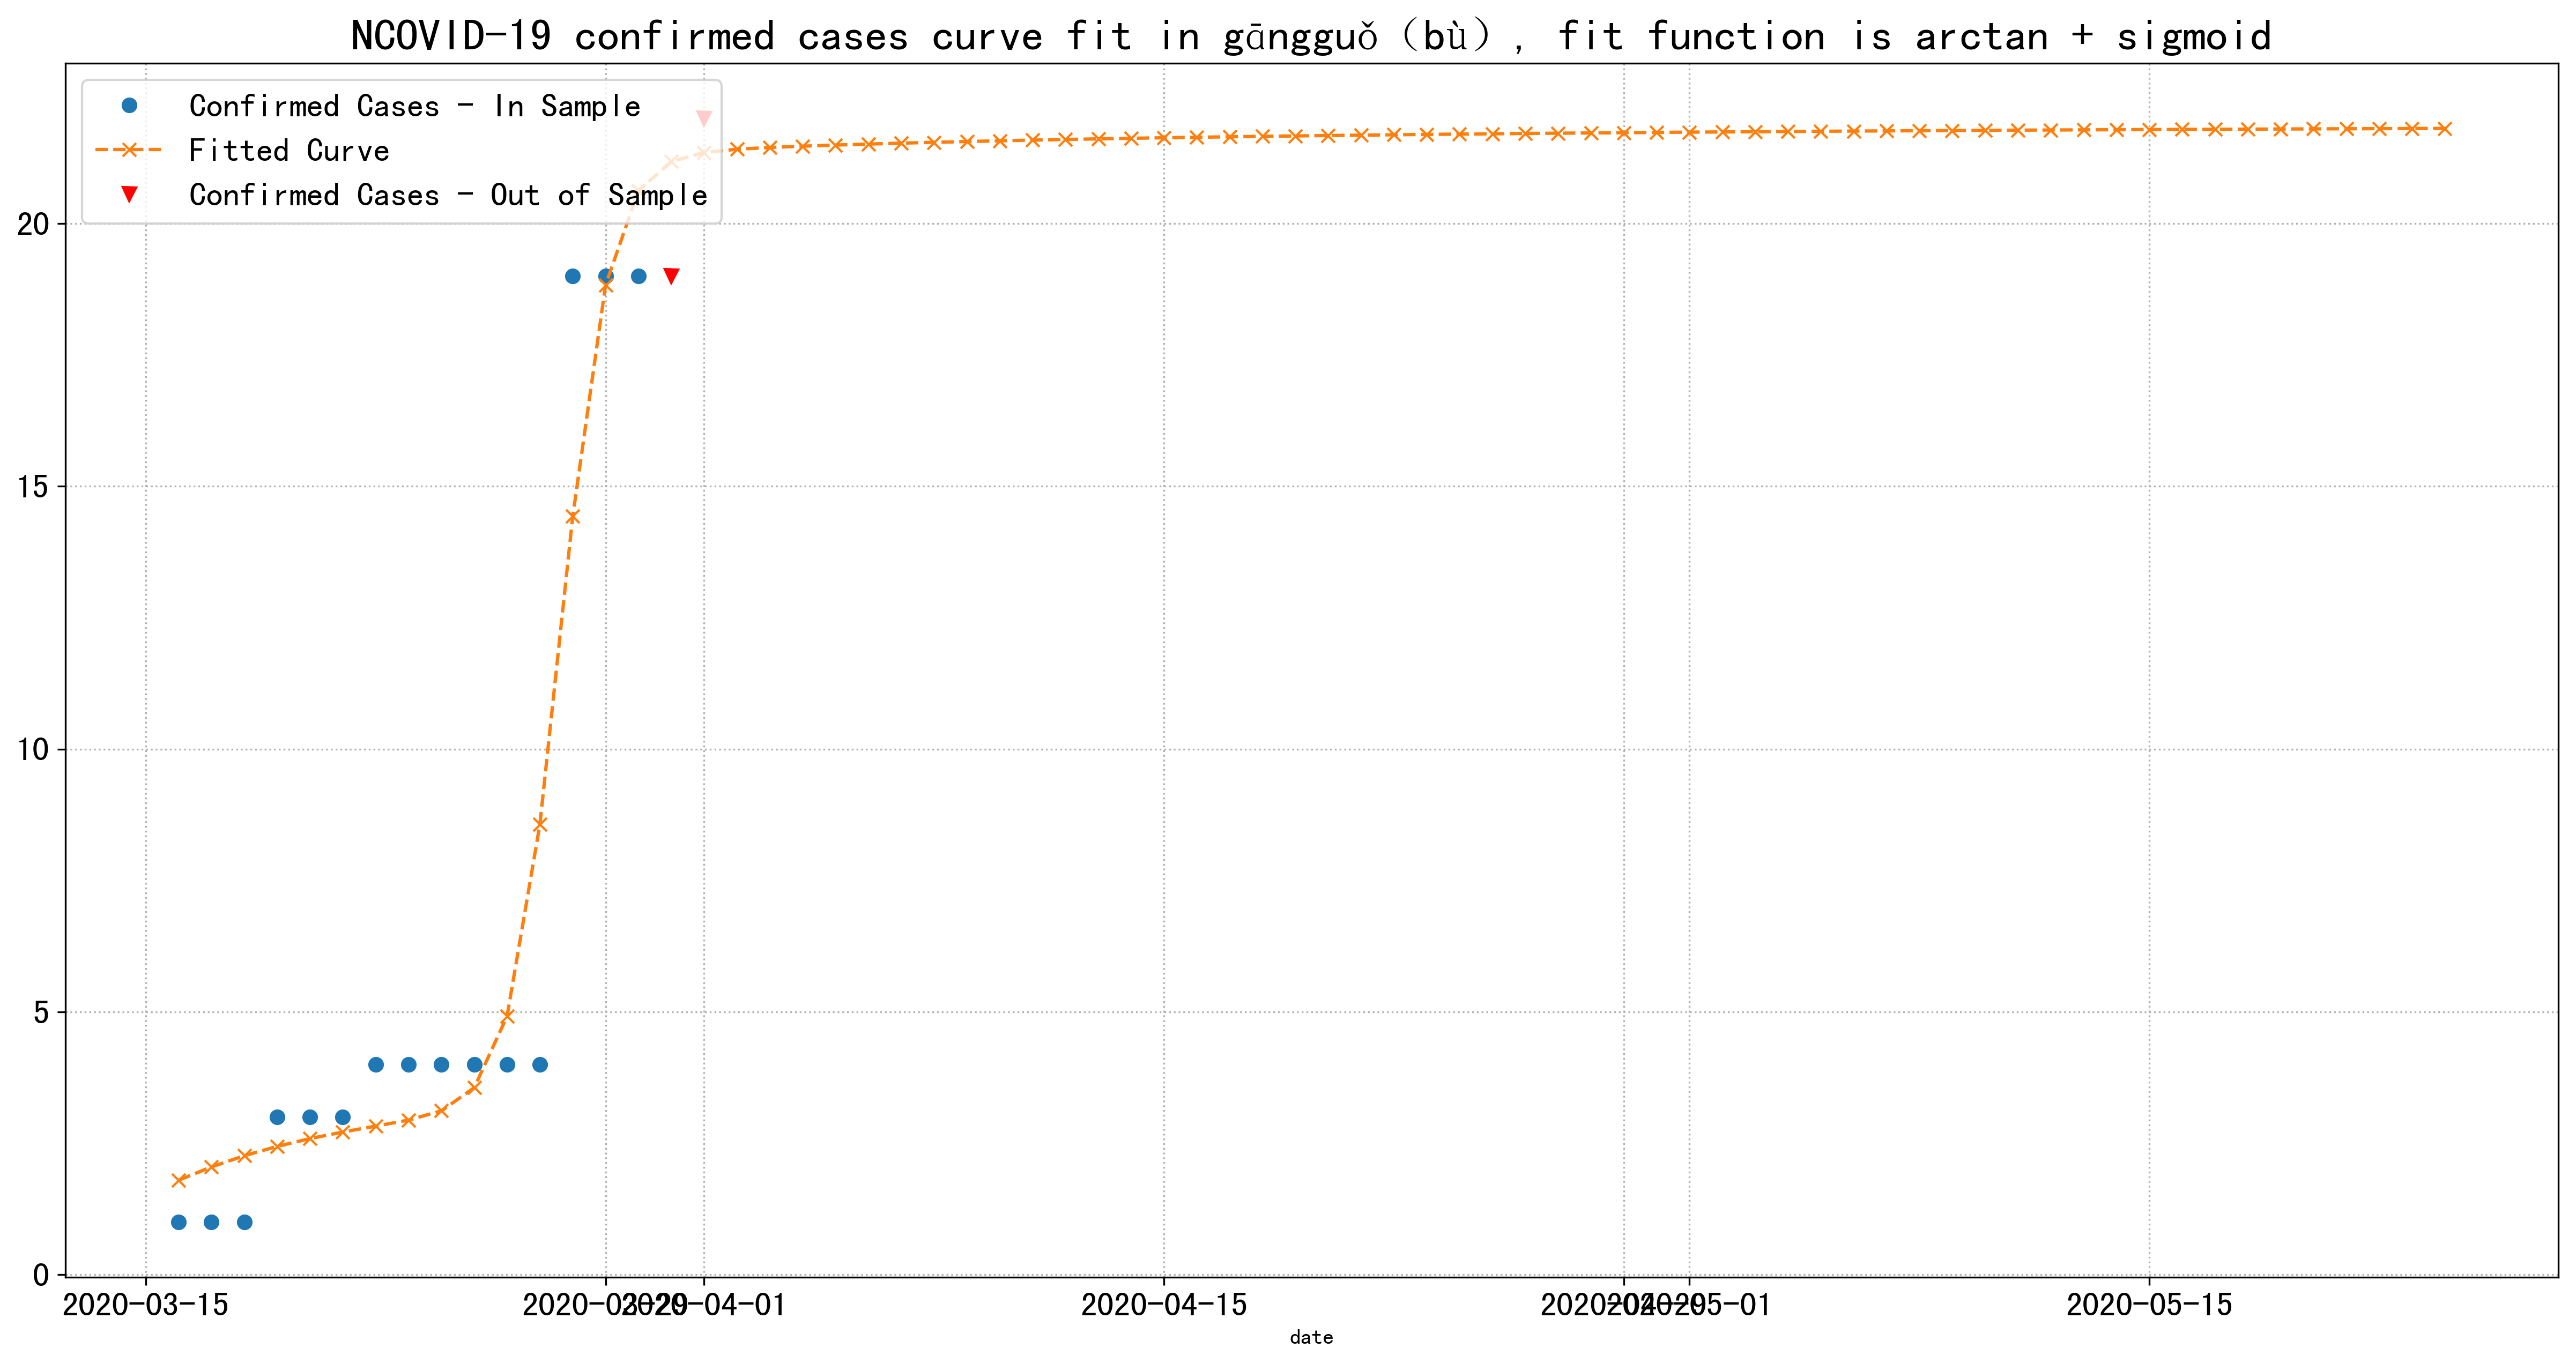 NCOVID-19 confirmed cases curve fit in gāngguǒ（bù）, fit function is arctan + sigmoid
Confirmed Cases - In Sample
Fitted Curve
Confirmed Cases - Out of Sample
20
15
10
5
0
2020-03-15
2020-03-29
2020-04-01
2020-04-15
2020-04-29
2020-05-01
2020-05-15
date